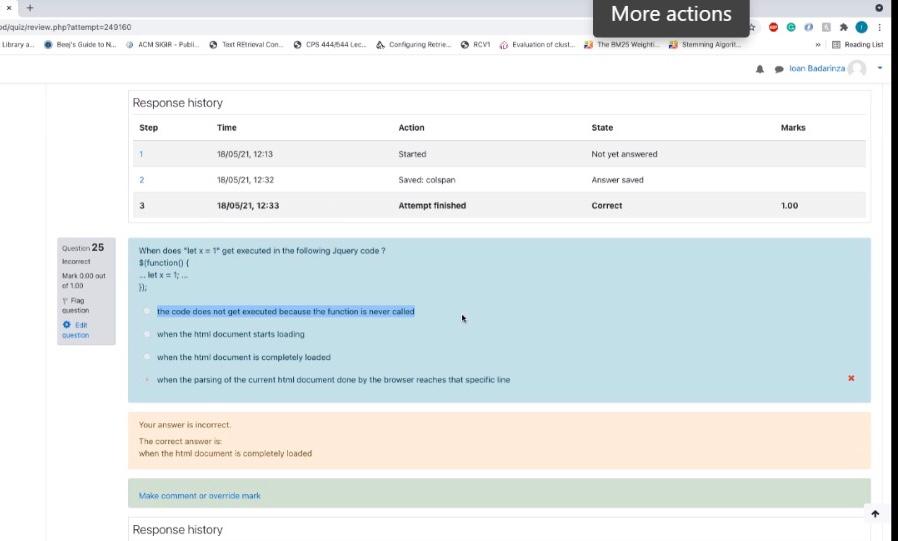 More actions
od/quiz/review.php?attempt=249160
Library a... Beej's Guide to N... ACM SIGIR - Publi... Text REtrieval Con... CPS 444/544 Lec... Configuring Retrie... RCV1 Evaluation of clust... The BM25 Weighti... Stemming Algorit... » Reading List
Ioan Badarinza
Response history
Step Time Action State Marks
1 18/05/21, 12:13 Started Not yet answered
2 18/05/21, 12:32 Saved: colspan Answer saved
3 18/05/21, 12:33 Attempt finished Correct 1.00
Question 25
Incorrect
Mark 0.00 out
of 1.00
Flag
question
Edit
question
When does "let x = 1" get executed in the following Jquery code ?
$(function() {
... let x = 1; ...
});
the code does not get executed because the function is never called
when the html document starts loading
when the html document is completely loaded
when the parsing of the current html document done by the browser reaches that specific line
Your answer is incorrect.
The correct answer is:
when the html document is completely loaded
Make comment or override mark
Response history